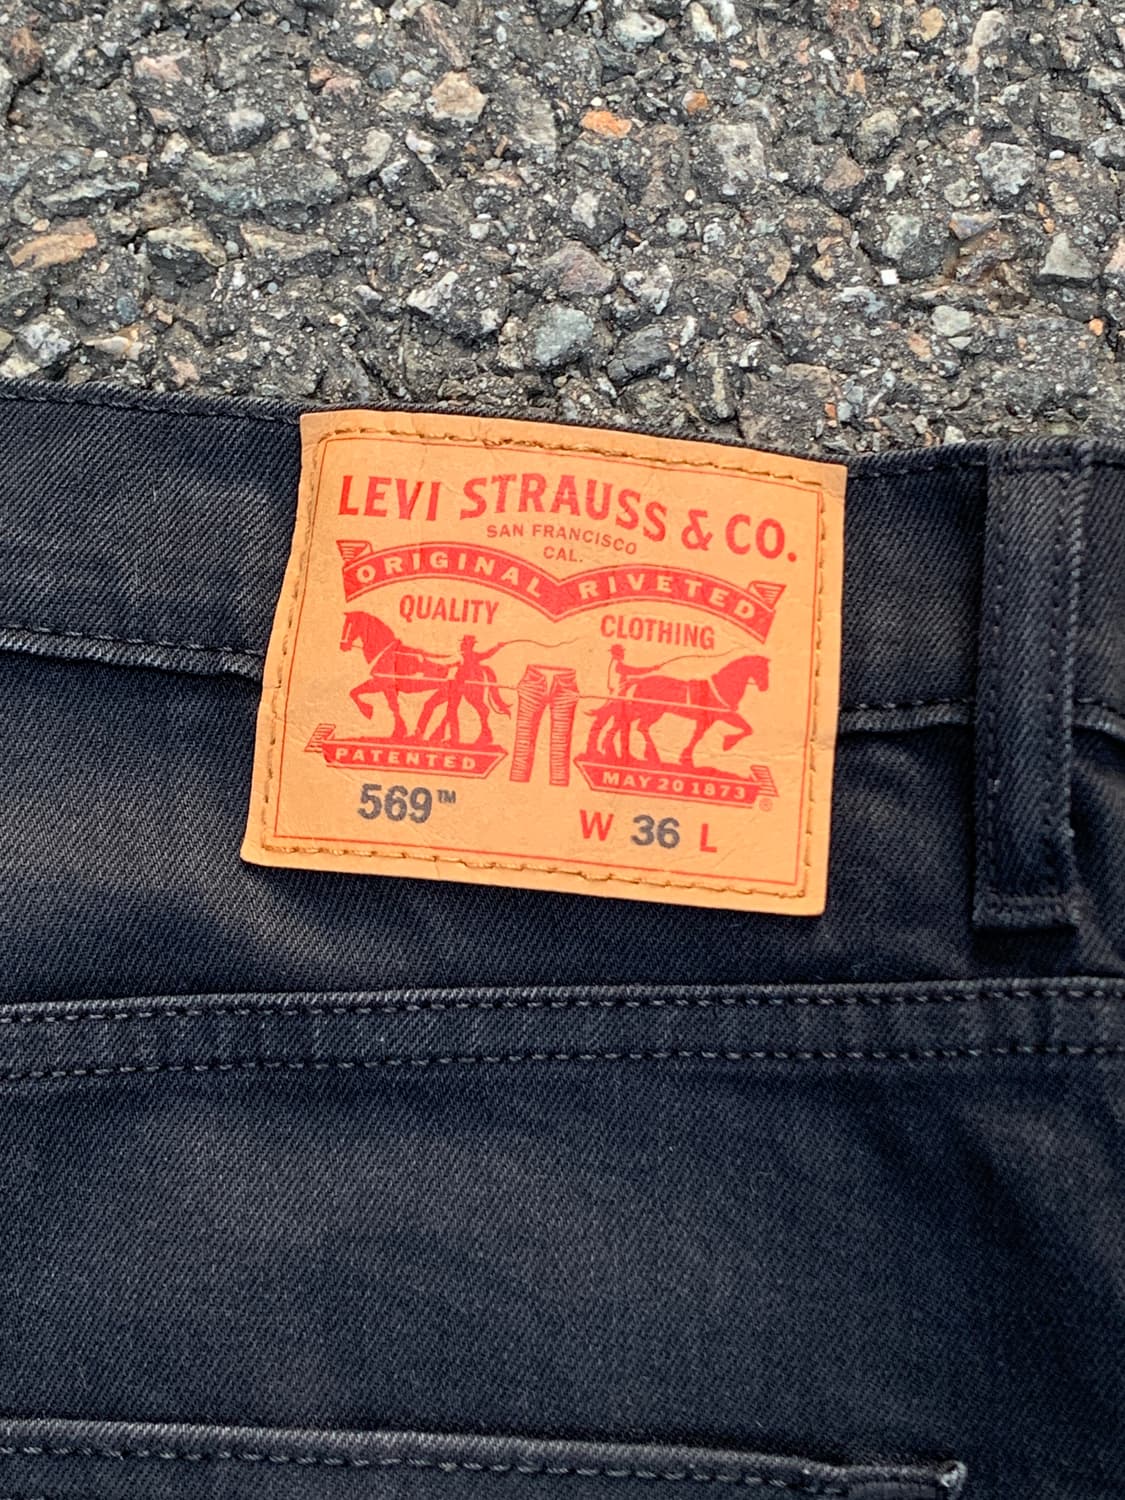 LEVI STRAUSS & CO.
SAN FRANCISCO
CAL.
ORIGINAL RIVETED
QUALITY CLOTHING
PATENTED MAY 20 1873 ®
569™ W 36 L